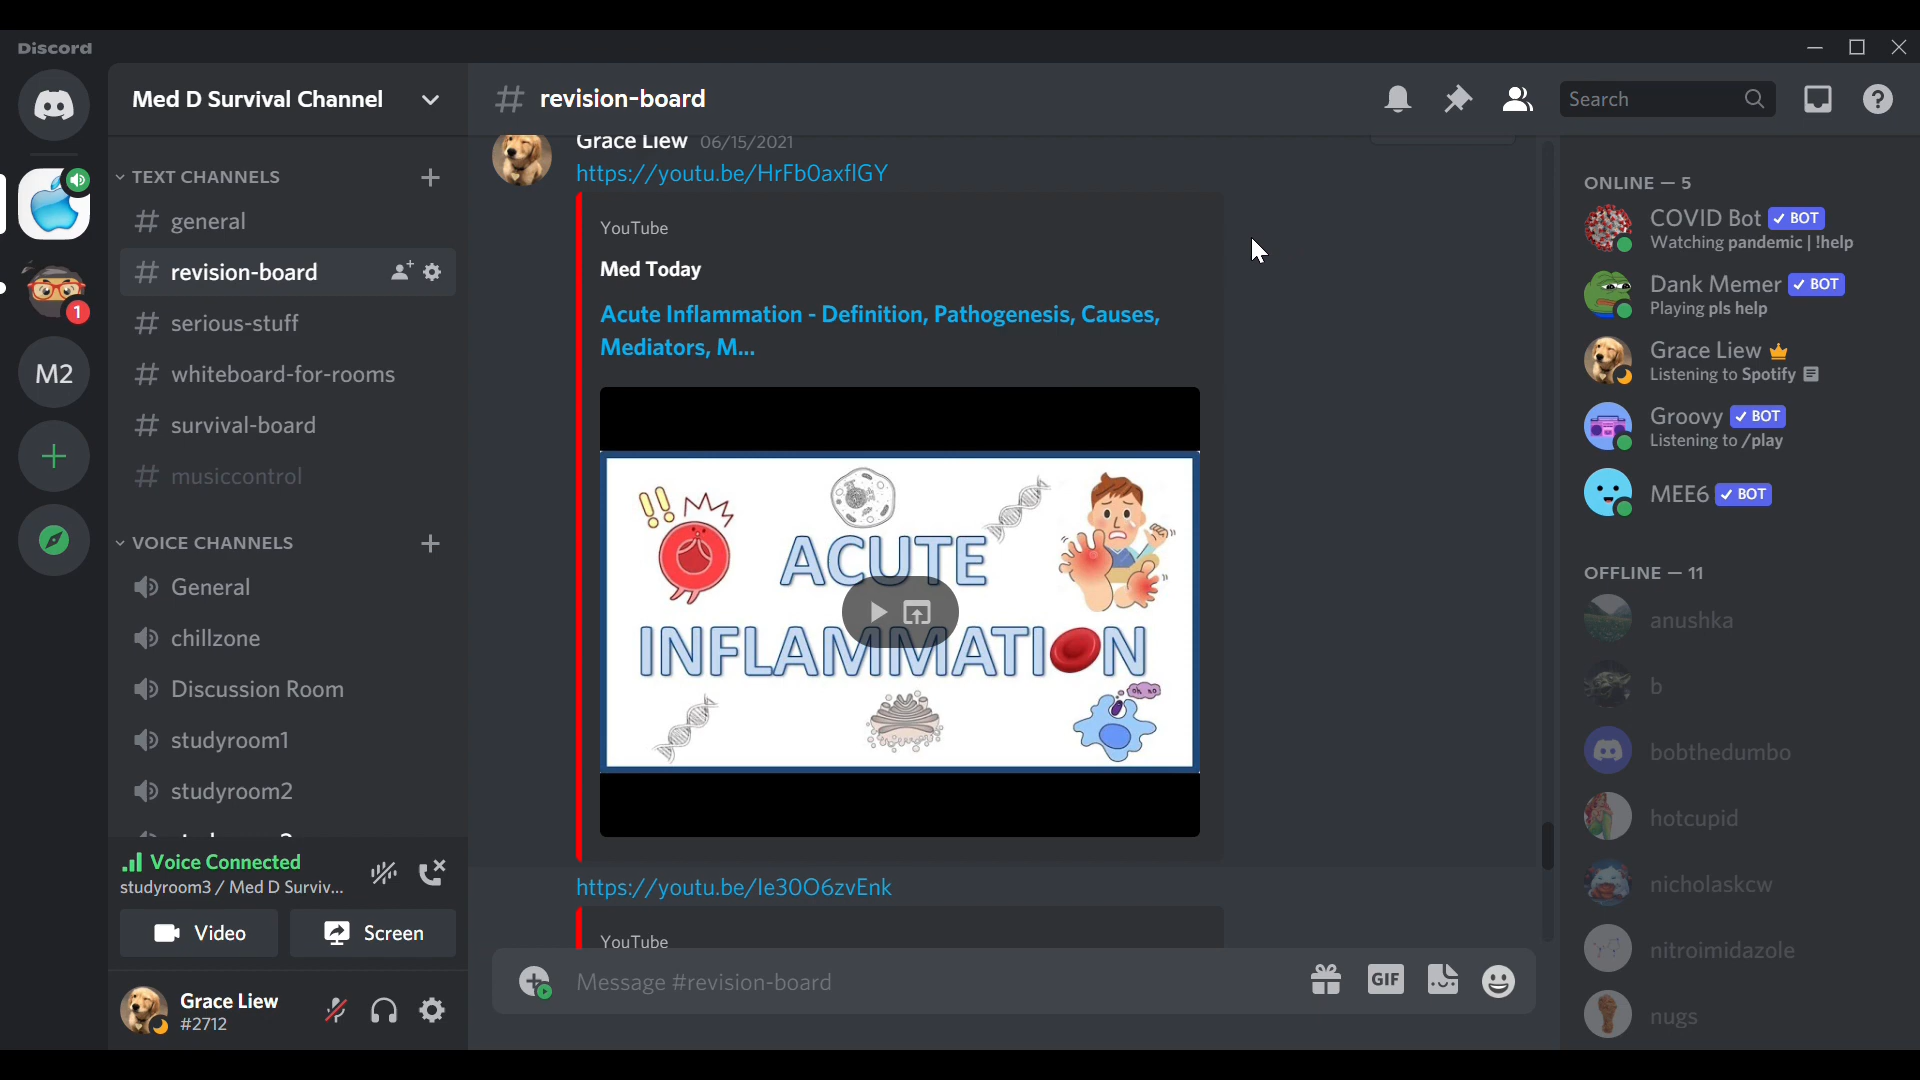 Discord
Med D Survival Channel
revision-board
Search
TEXT CHANNELS
general
revision-board
serious-stuff
whiteboard-for-rooms
survival-board
musiccontrol
VOICE CHANNELS
General
chillzone
Discussion Room
studyroom1
studyroom2
Voice Connected
studyroom3 / Med D Surviv...
Video
Screen
Grace Liew
#2712
1
M2
Grace Liew 06/15/2021
https://youtu.be/HrFb0axflGY
YouTube
Med Today
Acute Inflammation - Definition, Pathogenesis, Causes,
Mediators, M...
!!
ACUTE
INFLAMMATION
oh no
https://youtu.be/Ie30O6zvEnk
YouTube
Message #revision-board
GIF
ONLINE — 5
COVID Bot ✓ BOT
Watching pandemic | !help
Dank Memer ✓ BOT
Playing pls help
Grace Liew
Listening to Spotify
Groovy ✓ BOT
Listening to /play
MEE6 ✓ BOT
OFFLINE — 11
anushka
b
bobthedumbo
hotcupid
nicholaskcw
nitroimidazole
nugs